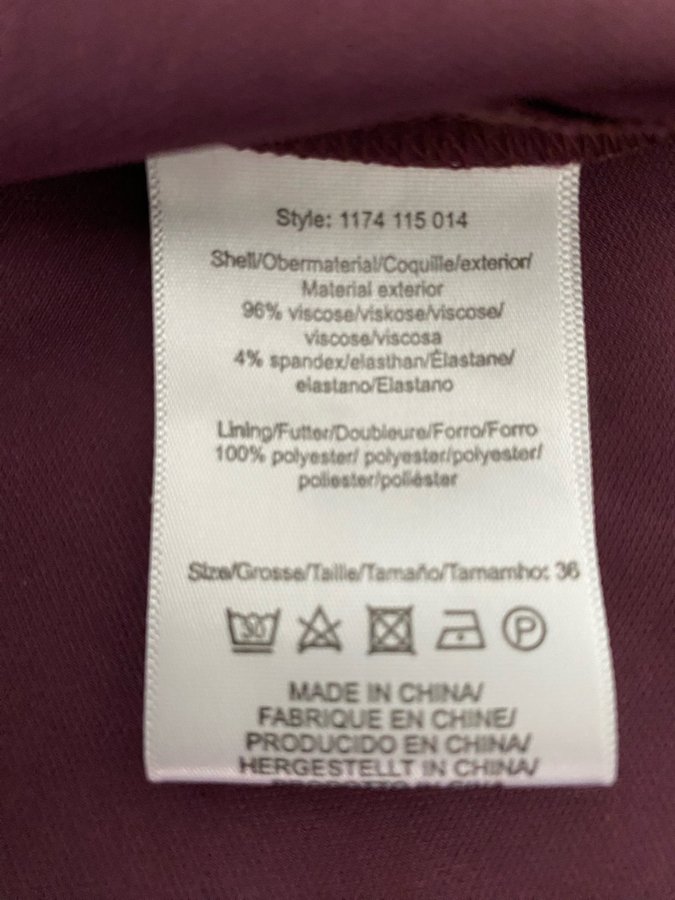 Style: 1174 115 014
Shell/Obermaterial/Coquille/exterior/
Material exterior
96% viscose/viskose/viscose/
viscose/viscosa
4% spandex/elasthan/Élastane/
elastano/Elastano
Lining/Futter/Doubleure/Forro/Forro
100% polyester/ polyester/polyester/
poliester/poliéster
Size/Grosse/Taille/Tamaño/Tamamho: 36
30 P
MADE IN CHINA/
FABRIQUE EN CHINE/
PRODUCIDO EN CHINA/
HERGESTELLT IN CHINA/